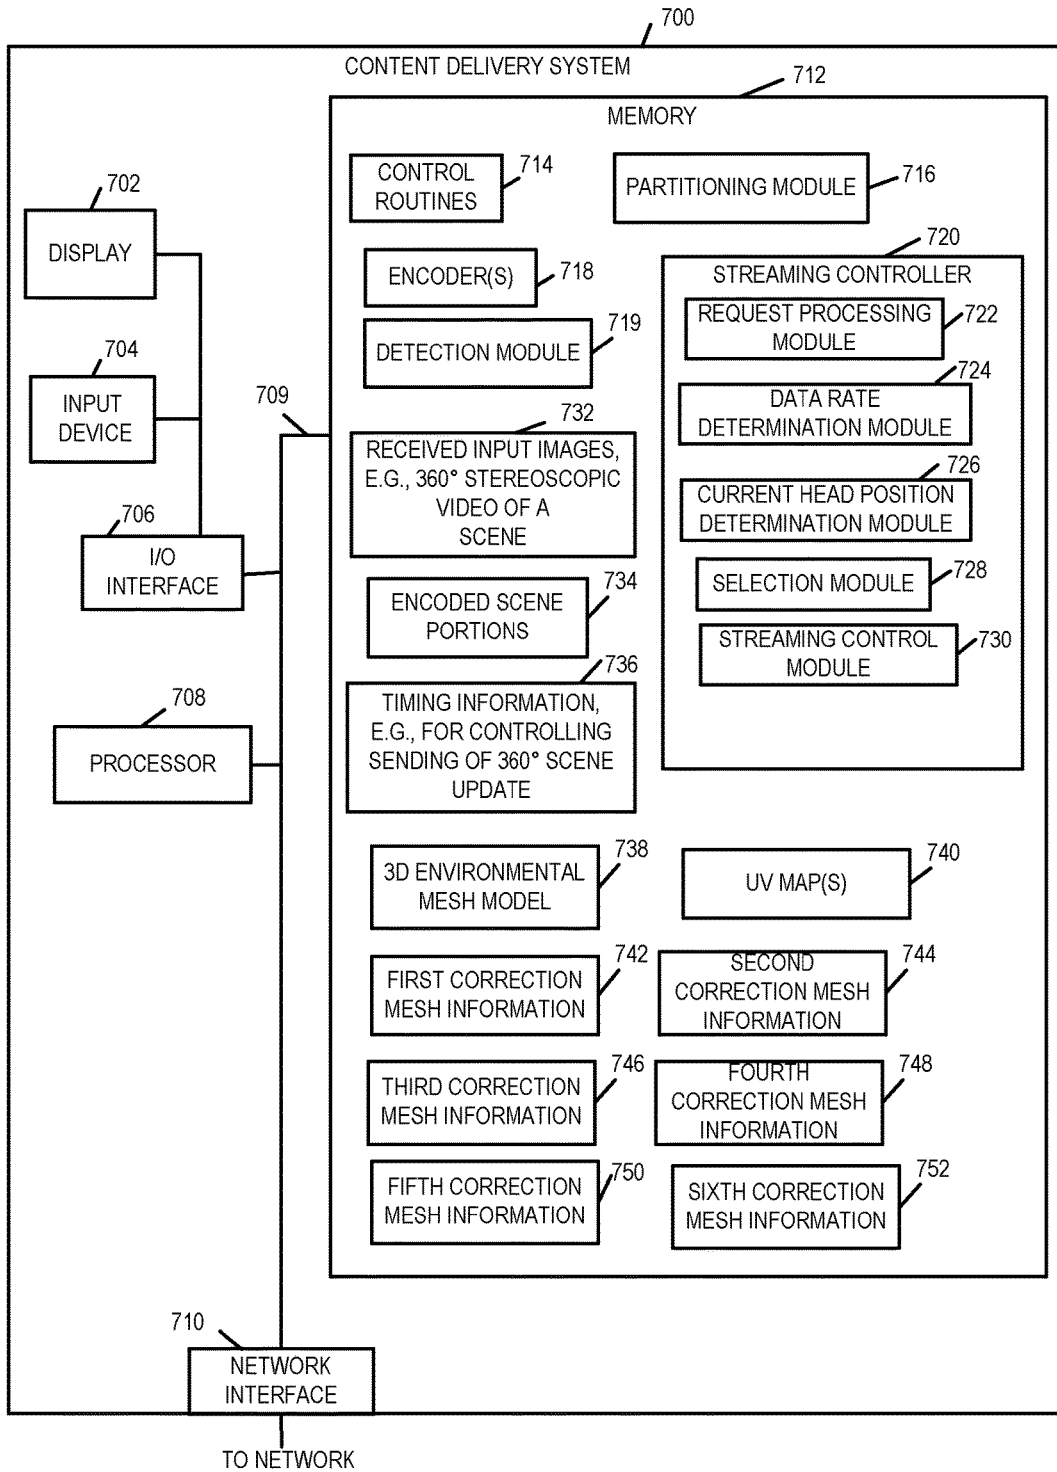 700
CONTENT DELIVERY SYSTEM
712
MEMORY
714
CONTROL
ROUTINES
PARTITIONING MODULE
716
702
DISPLAY
720
STREAMING CONTROLLER
ENCODER(S)
718
REQUEST PROCESSING
MODULE
722
719
DETECTION MODULE
704
INPUT
DEVICE
724
DATA RATE
DETERMINATION MODULE
709
732
RECEIVED INPUT IMAGES,
E.G., 360° STEREOSCOPIC
VIDEO OF A
SCENE
726
CURRENT HEAD POSITION
DETERMINATION MODULE
706
I/O
INTERFACE
SELECTION MODULE
728
734
ENCODED SCENE
PORTIONS
STREAMING CONTROL
MODULE
730
736
TIMING INFORMATION,
E.G., FOR CONTROLLING
SENDING OF 360° SCENE
UPDATE
708
PROCESSOR
738
3D ENVIRONMENTAL
MESH MODEL
740
UV MAP(S)
742
FIRST CORRECTION
MESH INFORMATION
744
SECOND
CORRECTION MESH
INFORMATION
746
THIRD CORRECTION
MESH INFORMATION
748
FOURTH
CORRECTION MESH
INFORMATION
750
FIFTH CORRECTION
MESH INFORMATION
752
SIXTH CORRECTION
MESH INFORMATION
710
NETWORK
INTERFACE
TO NETWORK